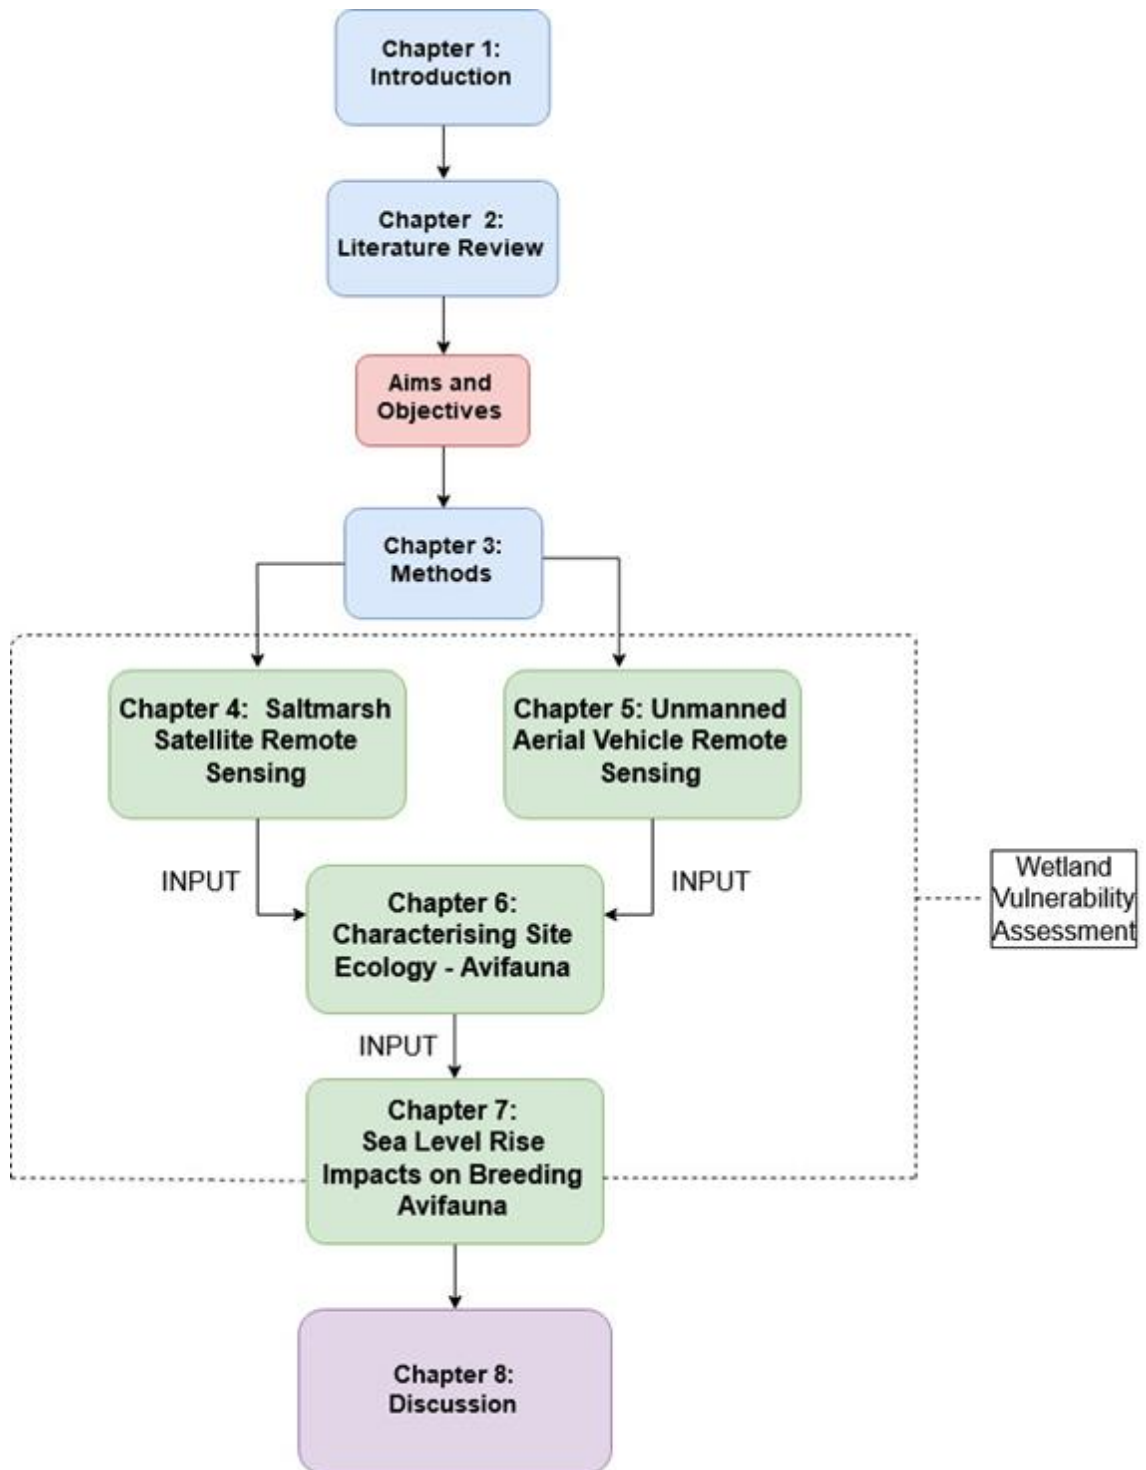 Chapter 1:
Introduction
Chapter 2:
Literature Review
Aims and
Objectives
Chapter 3:
Methods
Chapter 4: Saltmarsh
Satellite Remote
Sensing
Chapter 5: Unmanned
Aerial Vehicle Remote
Sensing
INPUT
INPUT
Chapter 6:
Characterising Site
Ecology - Avifauna
Wetland
Vulnerability
Assessment
INPUT
Chapter 7:
Sea Level Rise
Impacts on Breeding
Avifauna
Chapter 8:
Discussion